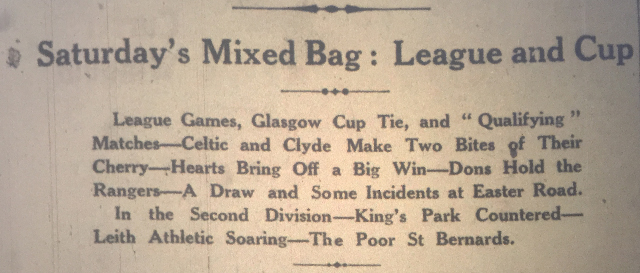 Saturday's Mixed Bag: League and Cup
League Games, Glasgow Cup Tie, and "Qualifying"
Matches—Celtic and Clyde Make Two Bites of Their
Cherry—Hearts Bring Off a Big Win—Dons Hold the
Rangers—A Draw and Some Incidents at Easter Road.
In the Second Division—King's Park Countered—
Leith Athletic Soaring—The Poor St Bernards.